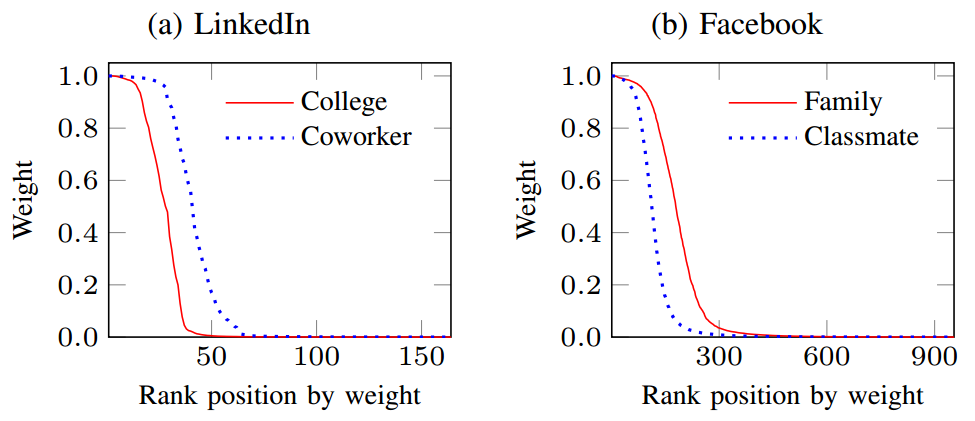 (a) LinkedIn
1.0
0.8
0.6
0.4
0.2
0.0
Weight
College
Coworker
50 100 150
Rank position by weight
(b) Facebook
1.0
0.8
0.6
0.4
0.2
0.0
Weight
Family
Classmate
300 600 900
Rank position by weight